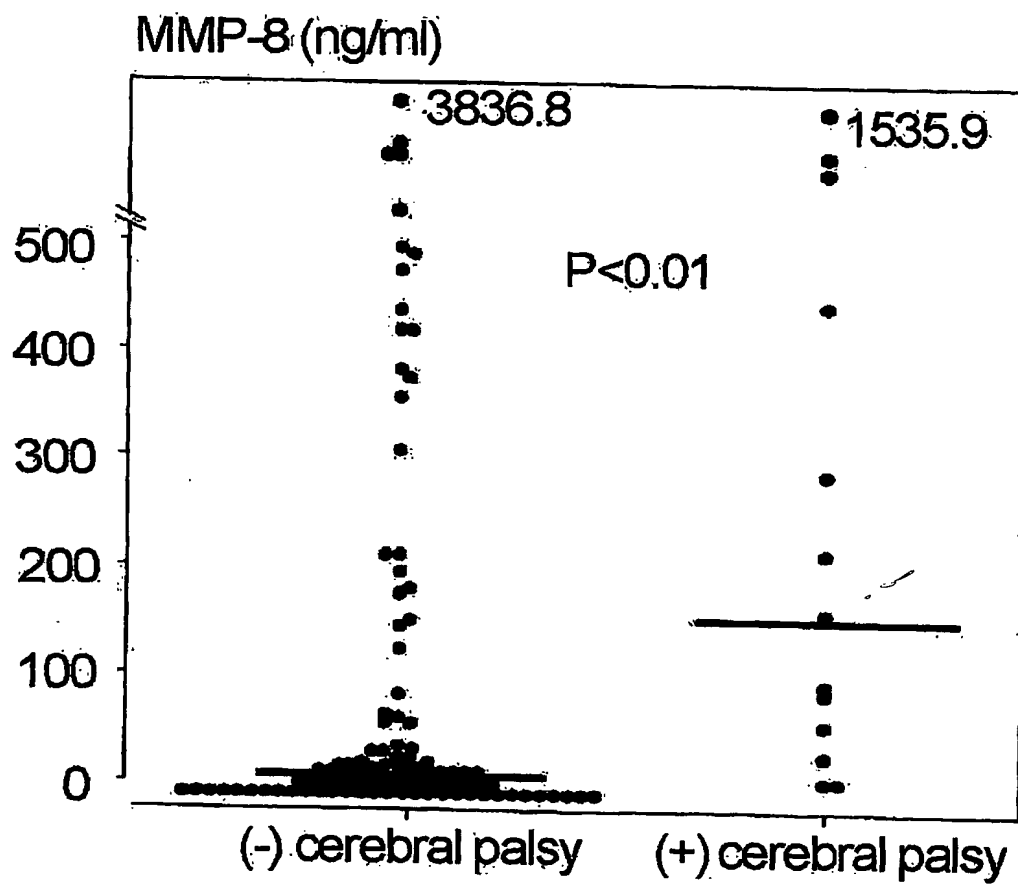 MMP-8 (ng/ml)
3836.8
1535.9
500
P<0.01
400
300
200
100
0
(-) cerebral palsy
(+) cerebral palsy